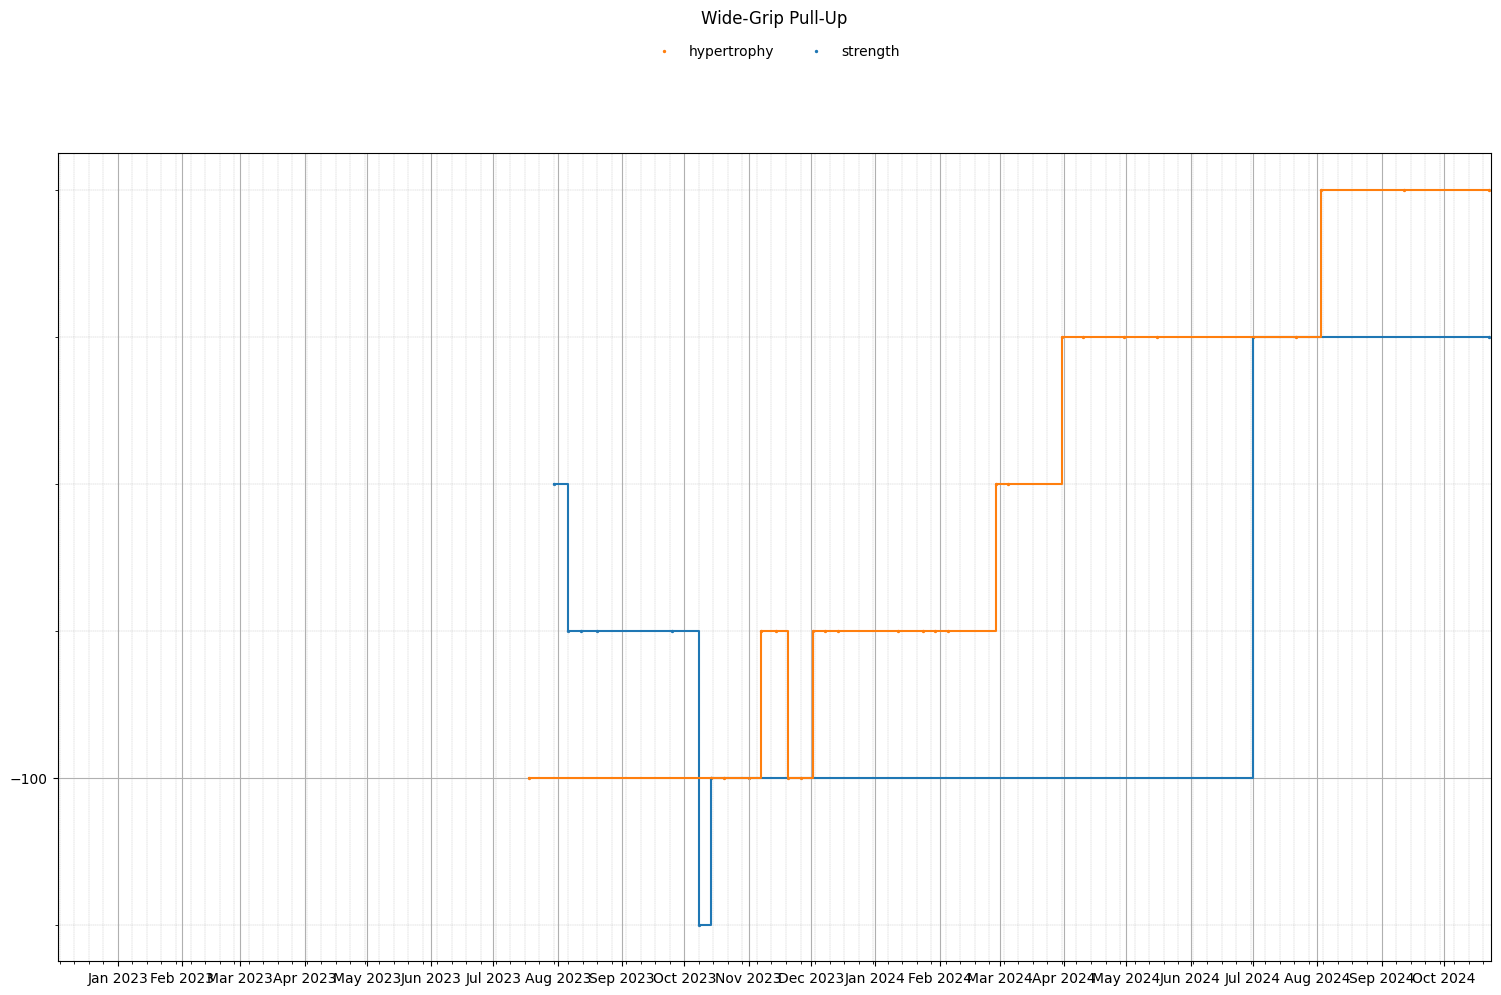 Wide-Grip Pull-Up
hypertrophy strength
−100
Jan 2023 Feb 2023 Mar 2023 Apr 2023 May 2023 Jun 2023 Jul 2023 Aug 2023 Sep 2023 Oct 2023 Nov 2023 Dec 2023 Jan 2024 Feb 2024 Mar 2024 Apr 2024 May 2024 Jun 2024 Jul 2024 Aug 2024 Sep 2024 Oct 2024